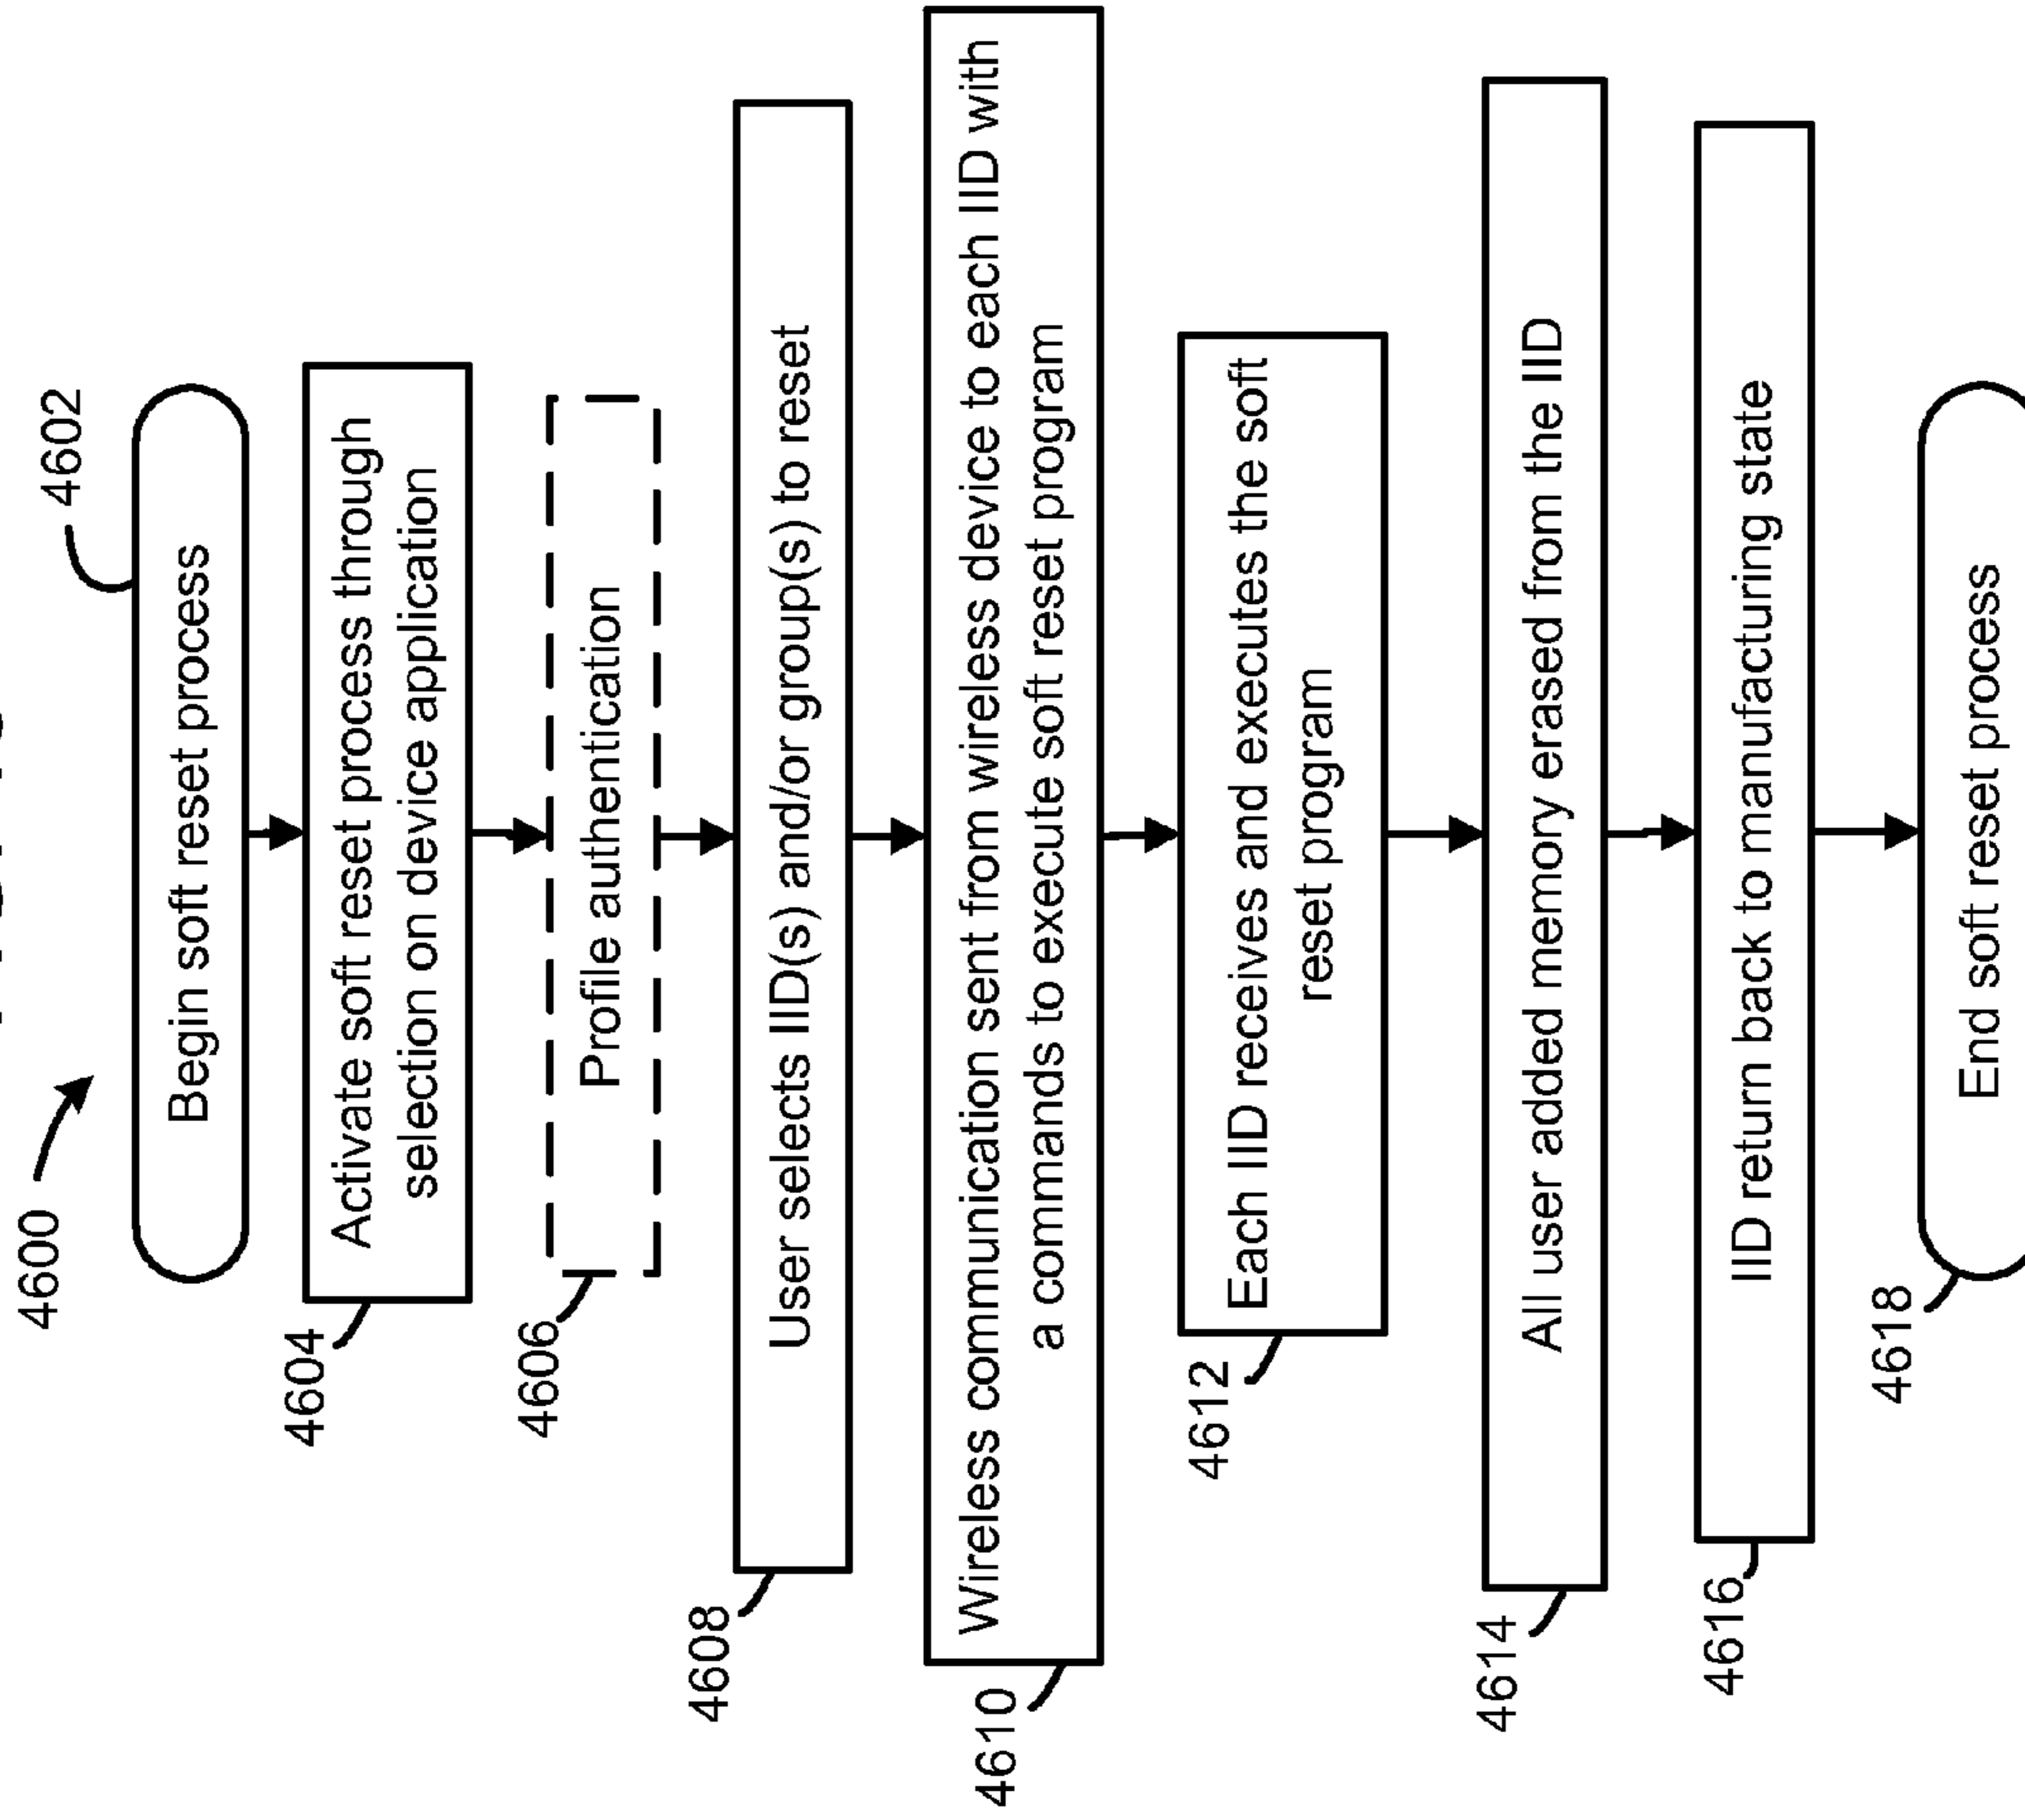 4600
4602
Begin soft reset process
4604
Activate soft reset process through
selection on device application
4606
Profile authentication
4608
User selects IID(s) and/or group(s) to reset
4610
Wireless communication sent from wireless device to each IID with
a commands to execute soft reset program
4612
Each IID receives and executes the soft
reset program
4614
All user added memory erased from the IID
4616
IID return back to manufacturing state
4618
End soft reset process